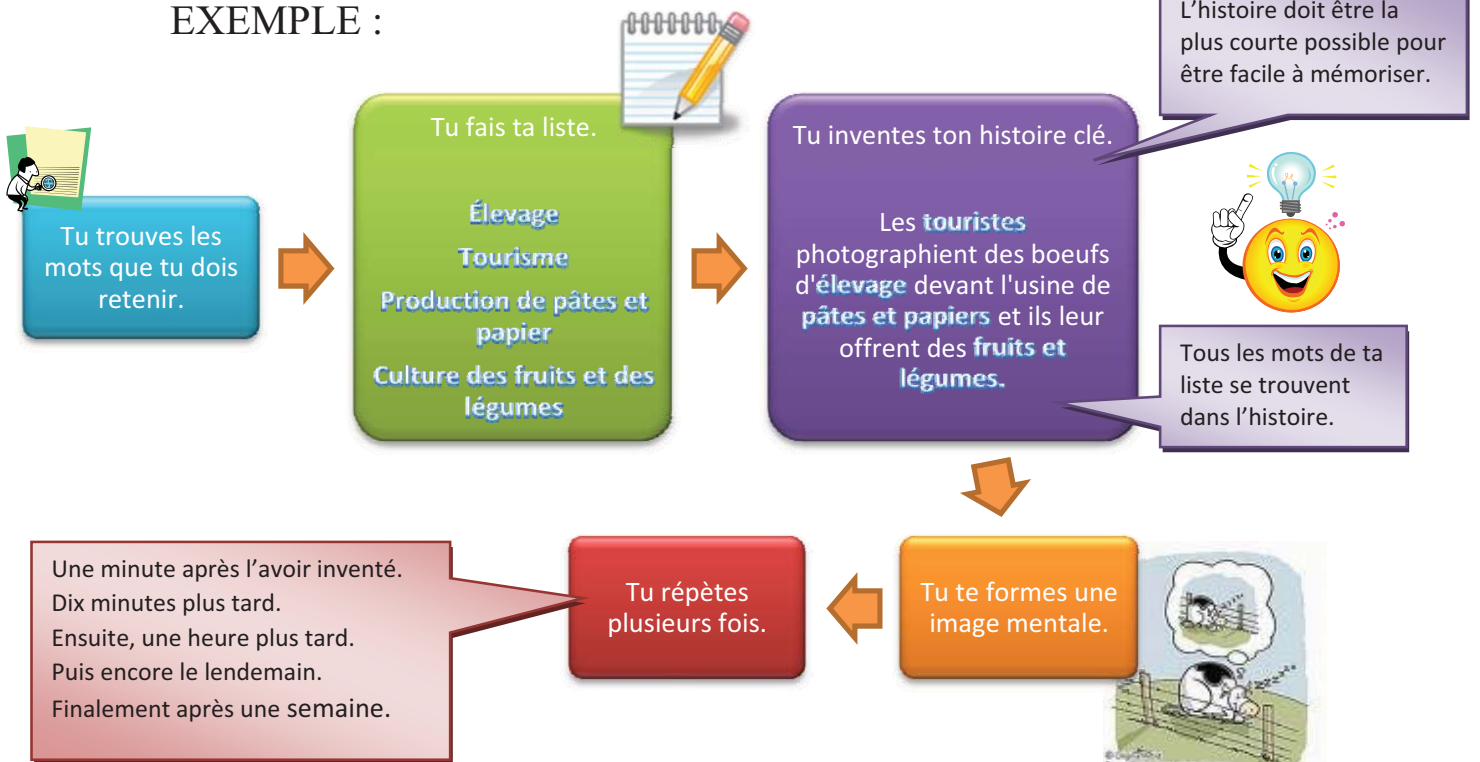 EXEMPLE :
L’histoire doit être la
plus courte possible pour
être facile à mémoriser.
Tu trouves les
mots que tu dois
retenir.
Tu fais ta liste.
Élevage
Tourisme
Production de pâtes et
papier
Culture des fruits et des
légumes
Tu inventes ton histoire clé.
Les touristes
photographient des boeufs
d'élevage devant l'usine de
pâtes et papiers et ils leur
offrent des fruits et
légumes.
Tous les mots de ta
liste se trouvent
dans l’histoire.
Tu te formes une
image mentale.
Tu répètes
plusieurs fois.
Une minute après l’avoir inventé.
Dix minutes plus tard.
Ensuite, une heure plus tard.
Puis encore le lendemain.
Finalement après une semaine.